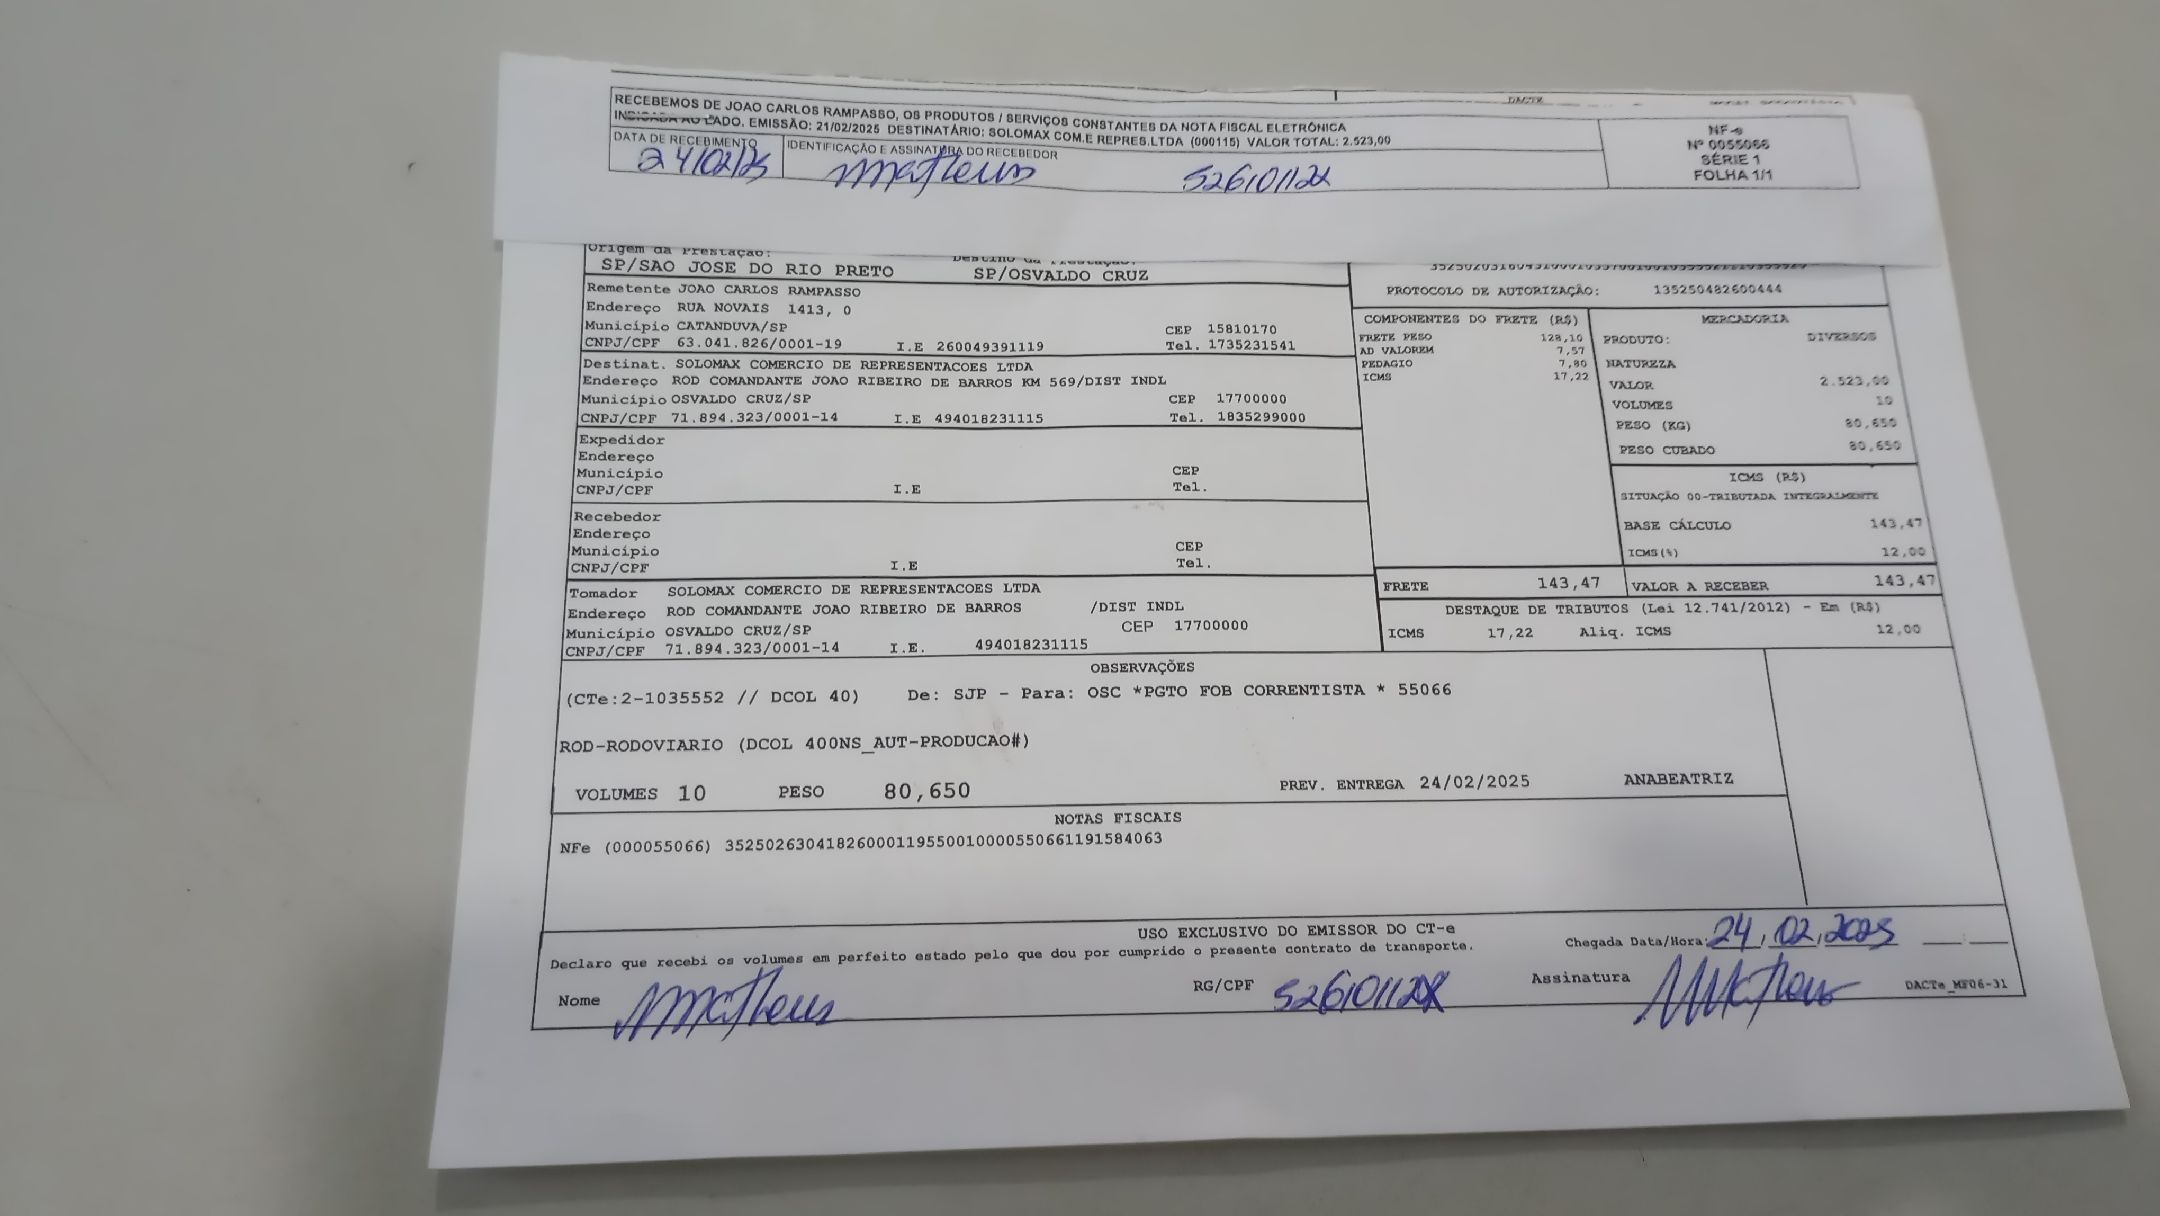 RECEBEMOS DE JOAO CARLOS RAMPASSO, OS PRODUTOS / SERVIÇOS CONSTANTES DA NOTA FISCAL ELETRÔNICA
INDICADA AO LADO. EMISSÃO: 21/02/2025 DESTINATÁRIO: SOLOMAX COM.E REPRES.LTDA (000115) VALOR TOTAL: 2.523,00
DATA DE RECEBIMENTO IDENTIFICAÇÃO E ASSINATURA DO RECEBEDOR
24/02/25 Matheus 52610112X
NF-e
Nº 0055066
SÉRIE 1
FOLHA 1/1
Origem da Prestação:
SP/SAO JOSE DO RIO PRETO SP/OSVALDO CRUZ
PROTOCOLO DE AUTORIZAÇÃO: 135250482600444
Remetente JOAO CARLOS RAMPASSO
Endereço RUA NOVAIS 1413, 0
Município CATANDUVA/SP CEP 15810170
CNPJ/CPF 63.041.826/0001-19 I.E 260049391119 Tel. 1735231541
Destinat. SOLOMAX COMERCIO DE REPRESENTACOES LTDA
Endereço ROD COMANDANTE JOAO RIBEIRO DE BARROS KM 569/DIST INDL
Município OSVALDO CRUZ/SP CEP 17700000
CNPJ/CPF 71.894.323/0001-14 I.E 494018231115 Tel. 1835299000
Expedidor
Endereço
Município CEP
CNPJ/CPF I.E Tel.
Recebedor
Endereço
Município CEP
CNPJ/CPF I.E Tel.
Tomador SOLOMAX COMERCIO DE REPRESENTACOES LTDA
Endereço ROD COMANDANTE JOAO RIBEIRO DE BARROS /DIST INDL
Município OSVALDO CRUZ/SP CEP 17700000
CNPJ/CPF 71.894.323/0001-14 I.E. 494018231115
COMPONENTES DO FRETE (R$)
FRETE PESO 128,10
AD VALOREM 7,57
PEDAGIO 7,80
ICMS 17,22
MERCADORIA
PRODUTO: DIVERSOS
NATUREZA
VALOR 2.523,00
VOLUMES 10
PESO (KG) 80,650
PESO CUBADO 80,650
ICMS (R$)
SITUAÇÃO 00-TRIBUTADA INTEGRALMENTE
BASE CÁLCULO 143,47
ICMS(%) 12,00
FRETE 143,47 VALOR A RECEBER 143,47
DESTAQUE DE TRIBUTOS (Lei 12.741/2012) - Em (R$)
ICMS 17,22 Aliq. ICMS 12,00
OBSERVAÇÕES
(CTe:2-1035552 // DCOL 40) De: SJP - Para: OSC *PGTO FOB CORRENTISTA * 55066
ROD-RODOVIARIO (DCOL 400NS_AUT-PRODUCAO#)
VOLUMES 10 PESO 80,650 PREV. ENTREGA 24/02/2025 ANABEATRIZ
NOTAS FISCAIS
NFe (000055066) 35250263041826000119550010000550661191584063
USO EXCLUSIVO DO EMISSOR DO CT-e
Declaro que recebi os volumes em perfeito estado pelo que dou por cumprido o presente contrato de transporte.
Chegada Data/Hora: 24/02/2025
Nome Matheus RG/CPF 52610112X Assinatura Matheus DACTe_MF06-31